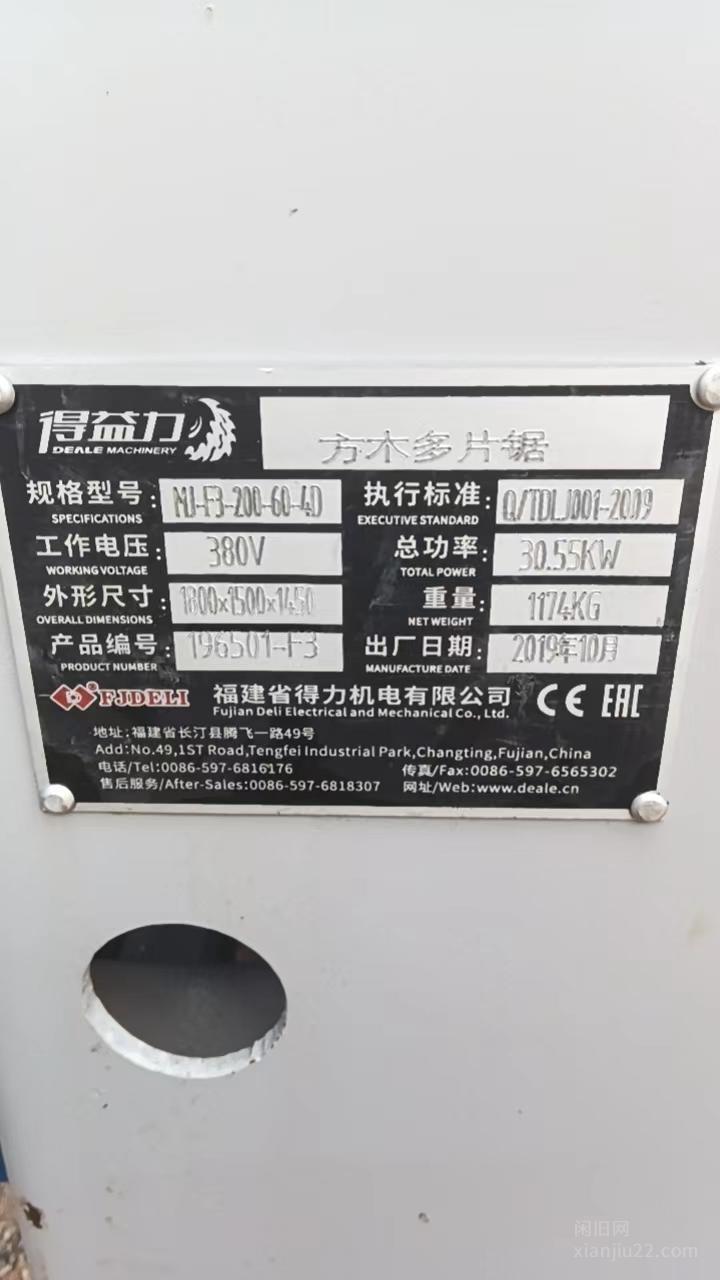 得益力
DEALE MACHINERY
方木多片锯
规格型号: MJ-F3-200-60-4D 执行标准: Q/TDLJ001-2009
SPECIFICATIONS EXECUTIVE STANDARD
工作电压: 380V 总功率: 30.55KW
WORKING VOLTAGE TOTAL POWER
外形尺寸: 1800x1500x1450 重量: 1174KG
OVERALL DIMENSIONS NET WEIGHT
产品编号: 196501-F3 出厂日期: 2019年10月
PRODUCT NUMBER MANUFACTURE DATE
® FJDELI 福建省得力机电有限公司 CE EAC
Fujian Deli Electrical and Mechanical Co., Ltd.
地址: 福建省长汀县腾飞一路49号
Add: No.49,1ST Road,Tengfei Industrial Park,Changting,Fujian,China
电话/Tel:0086-597-6816176 传真/Fax:0086-597-6565302
售后服务/After-Sales:0086-597-6818307 网址/Web:www.deale.cn
闲旧网
xianjiu22.com